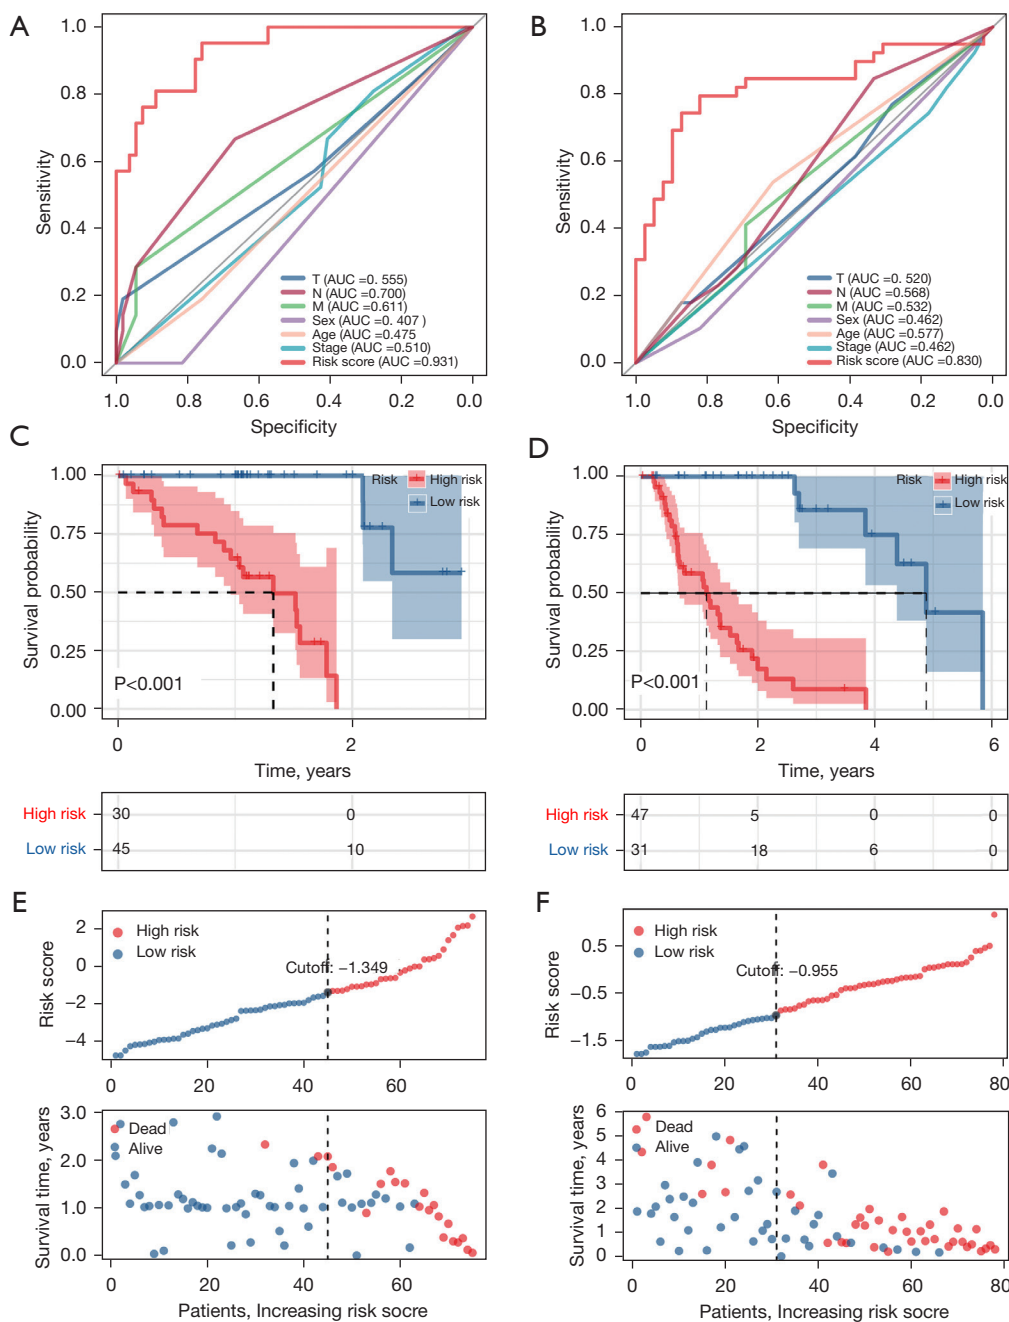 A
1.0
0.8
0.6
0.4
0.2
0.0
Sensitivity
T (AUC =0. 555)
N (AUC =0.700)
M (AUC =0.611)
Sex (AUC =0. 407 )
Age (AUC =0.475
Stage (AUC =0.510)
Risk score (AUC =0.931)
1.0 0.8 0.6 0.4 0.2 0.0
Specificity
B
1.0
0.8
0.6
0.4
0.2
0.0
Sensitivity
T (AUC =0. 520)
N (AUC =0.568)
M (AUC =0.532)
Sex (AUC =0.462)
Age (AUC =0.577)
Stage (AUC =0.462)
Risk score (AUC =0.830)
1.0 0.8 0.6 0.4 0.2 0.0
Specificity
C
1.00
0.75
0.50
0.25
0.00
Survival probability
Risk High risk
Low risk
P<0.001
0 2
Time, years
High risk 30 0
Low risk 45 10
D
1.00
0.75
0.50
0.25
0.00
Survival probability
Risk High risk
Low risk
P<0.001
0 2 4 6
Time, years
High risk 47 5 0 0
Low risk 31 18 6 0
E
2
0
−2
−4
Risk score
High risk
Low risk
Cutoff: −1.349
0 20 40 60
3.0
2.0
1.0
0.0
Survival time, years
Dead
Alive
0 20 40 60
Patients, Increasing risk socre
F
0.5
−0.5
−1.5
Risk score
High risk
Low risk
Cutoff: −0.955
0 20 40 60 80
6
5
4
3
2
1
0
Survival time, years
Dead
Alive
0 20 40 60 80
Patients, Increasing risk socre